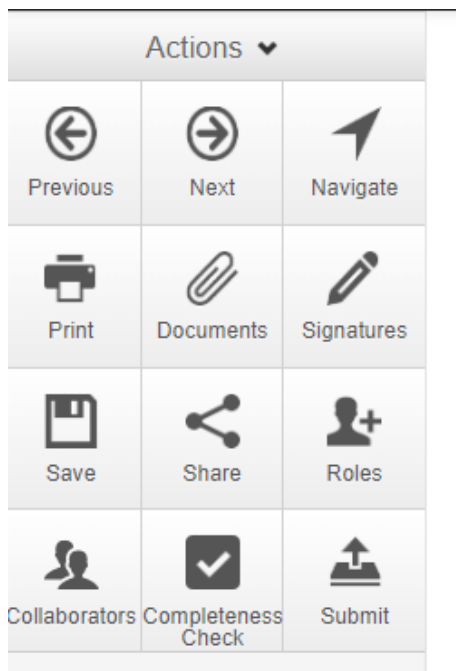 Actions
Previous Next Navigate
Print Documents Signatures
Save Share Roles
Collaborators Completeness Submit
Check